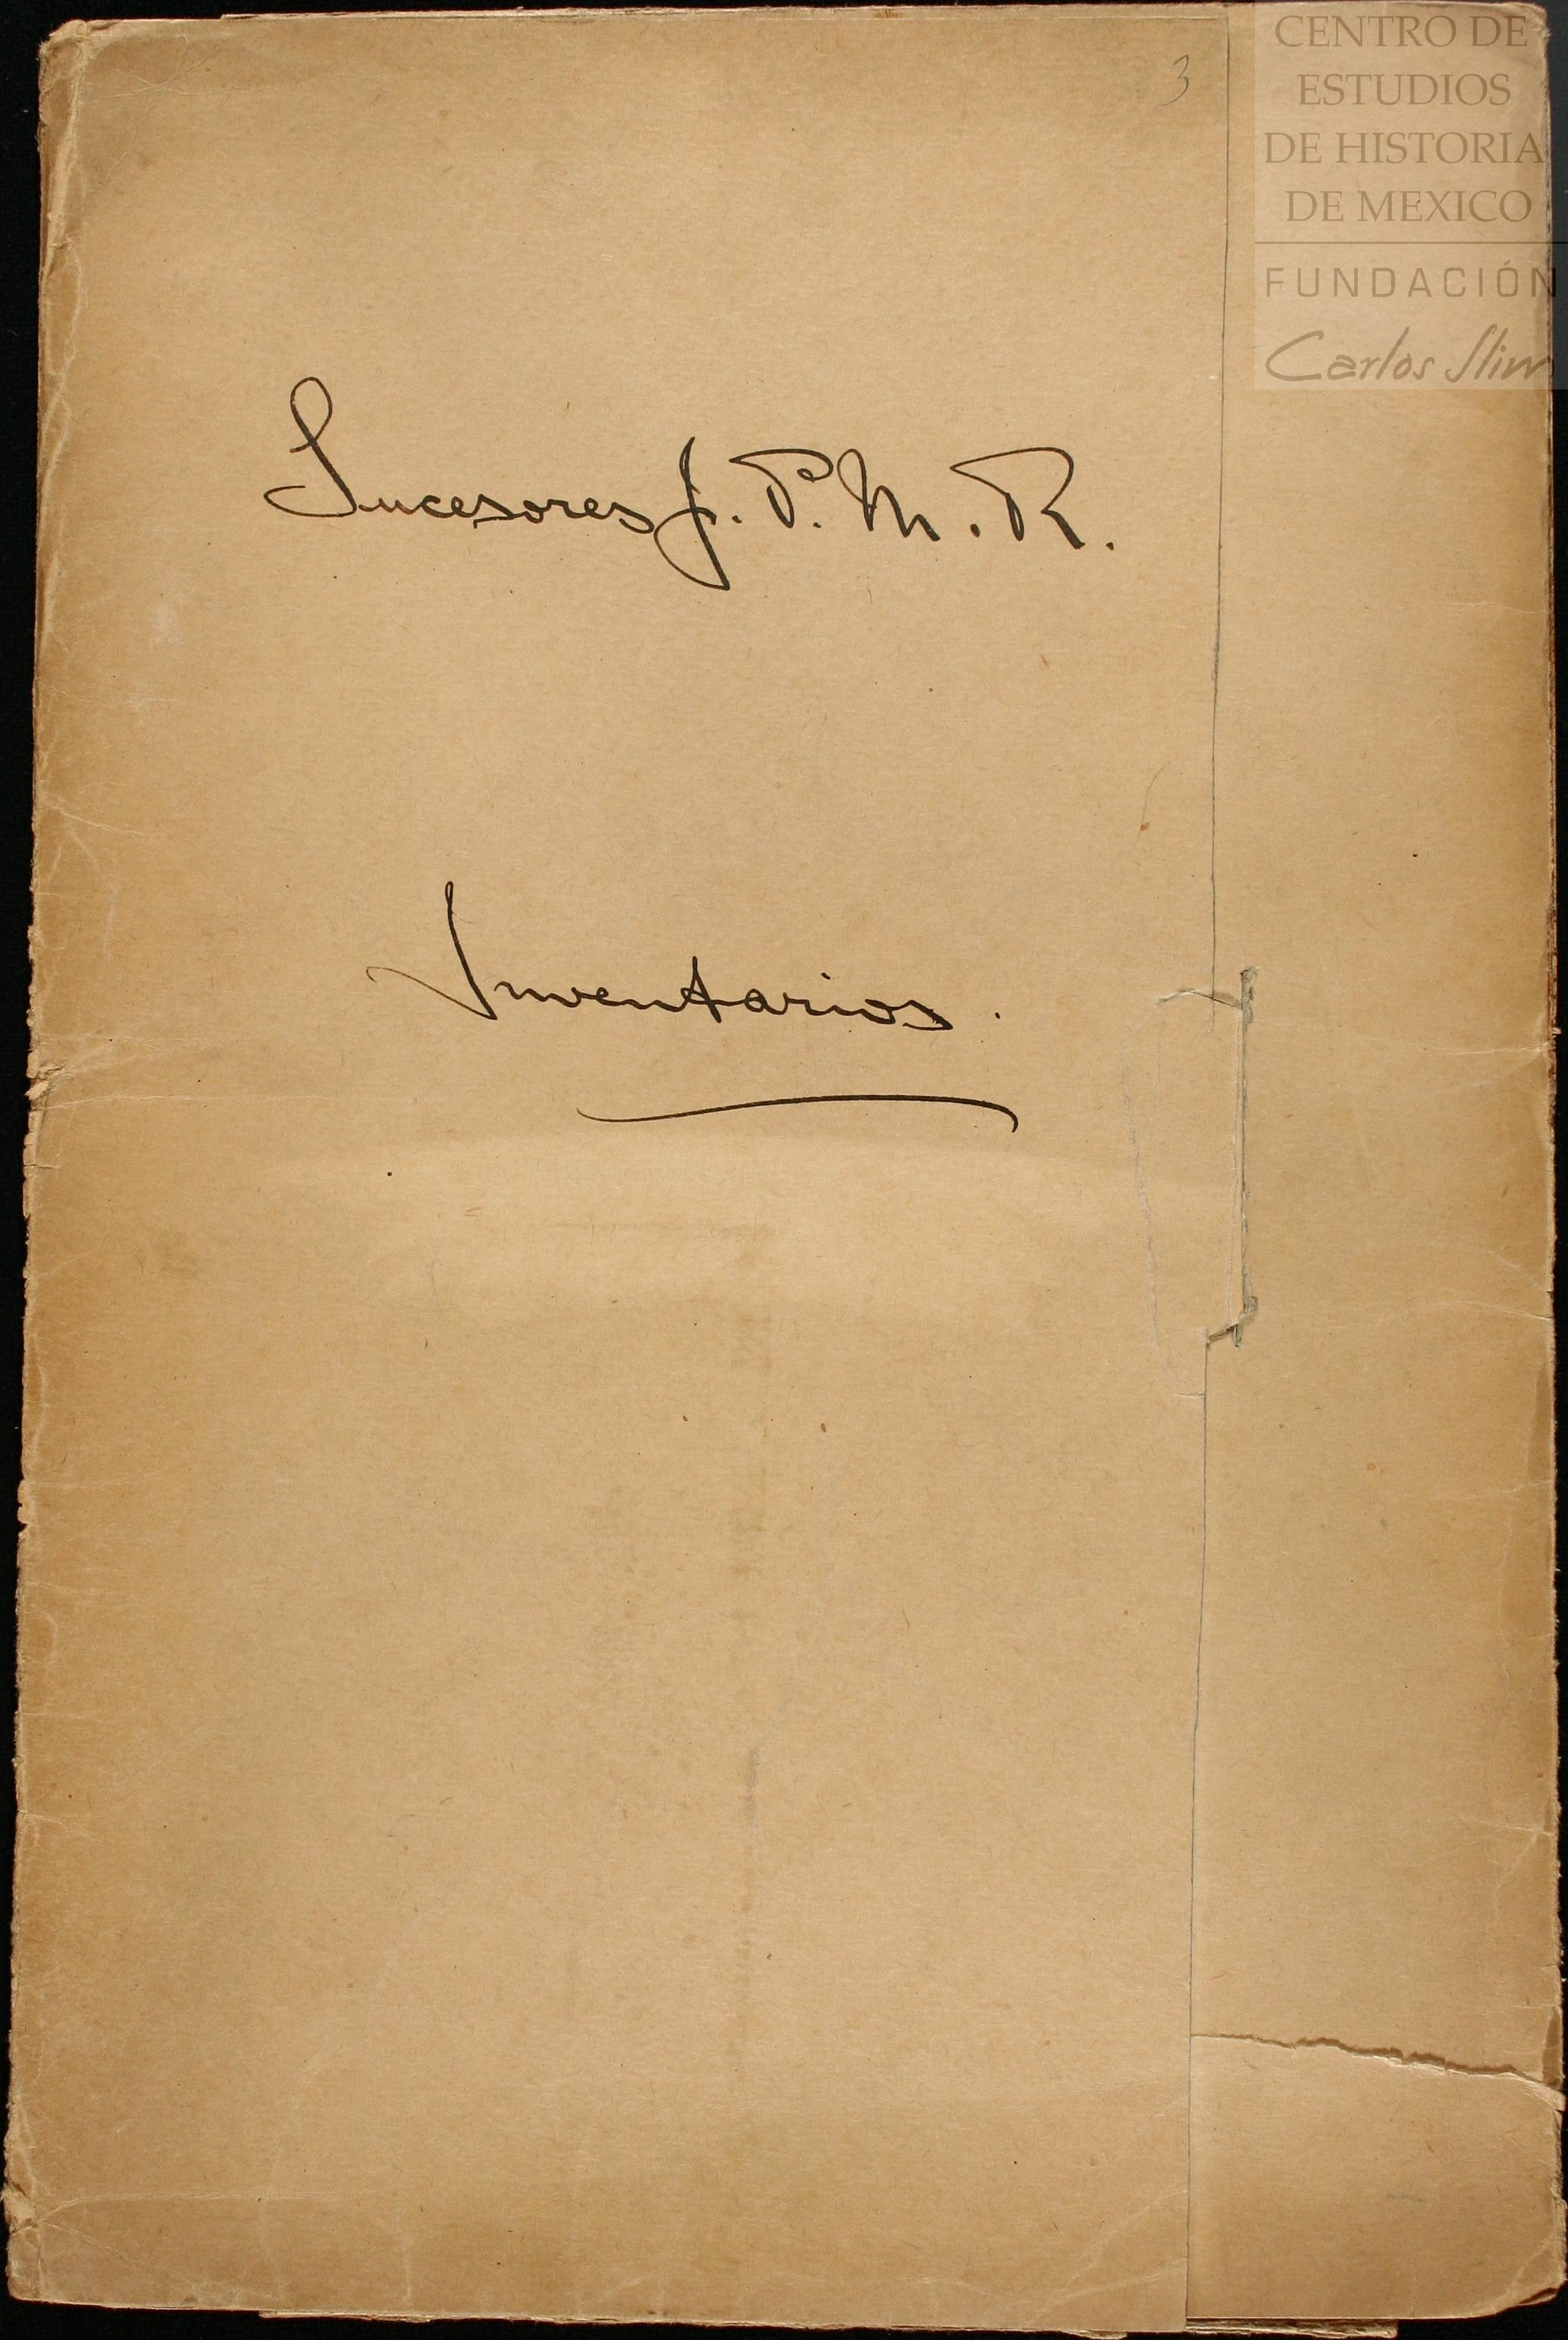 3
CENTRO DE
ESTUDIOS
DE HISTORIA
DE MEXICO
FUNDACIÓN
Carlos Slim
Sucesores J. P. M. R.
Inventarios.